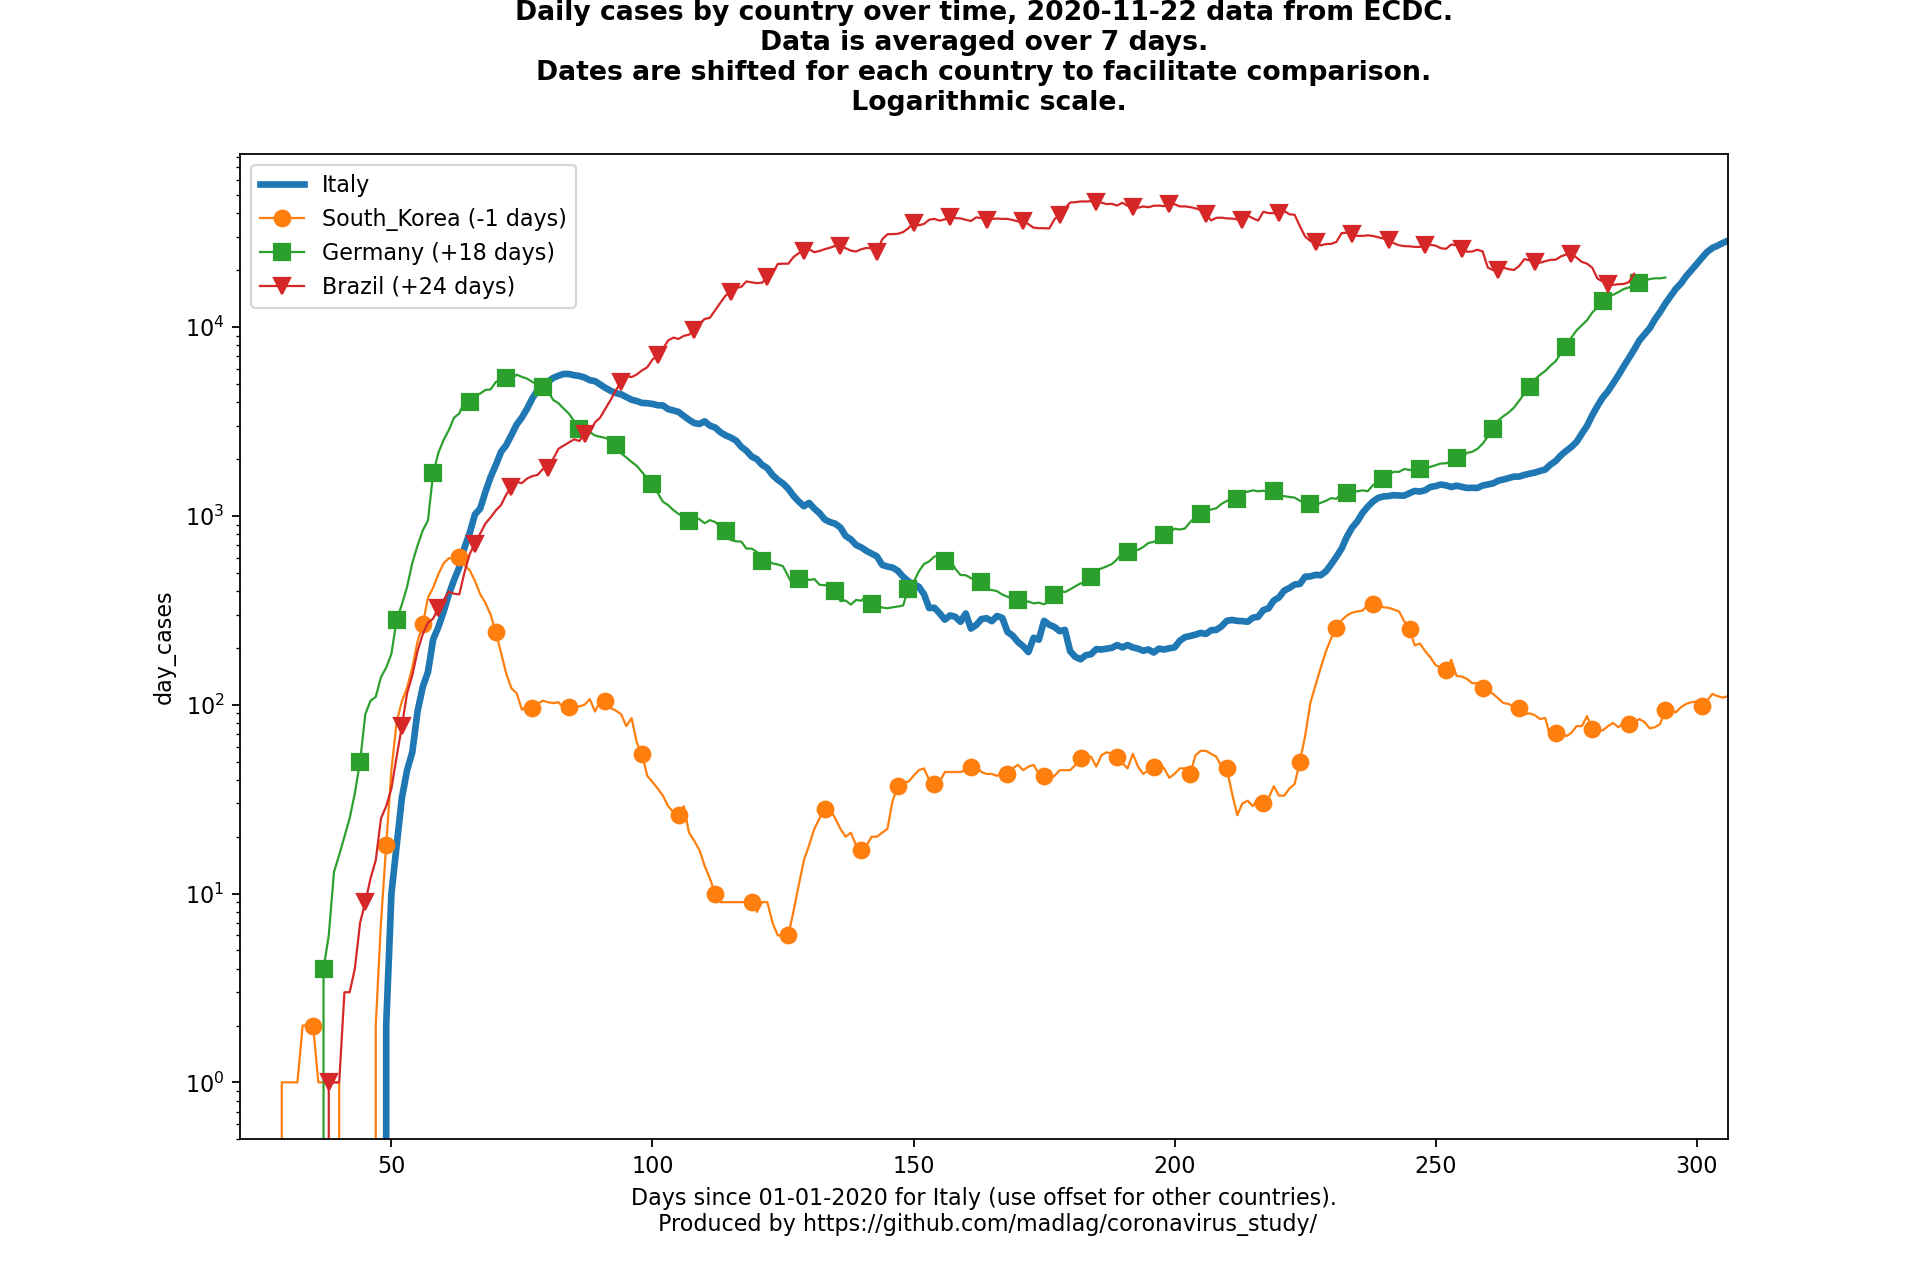 Daily cases by country over time, 2020-11-22 data from ECDC.
Data is averaged over 7 days.
Dates are shifted for each country to facilitate comparison.
Logarithmic scale.
Italy
South_Korea (-1 days)
Germany (+18 days)
Brazil (+24 days)
10⁴
10³
10²
10¹
10⁰
day_cases
50
100
150
200
250
300
Days since 01-01-2020 for Italy (use offset for other countries).
Produced by https://github.com/madlag/coronavirus_study/